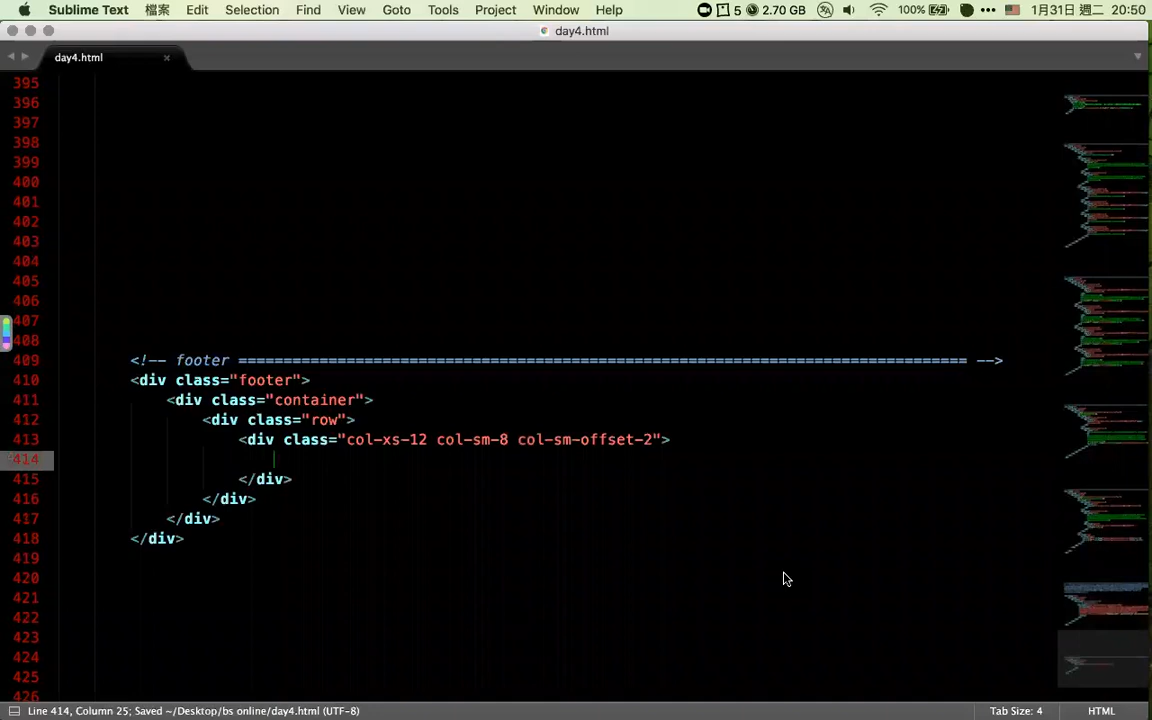 Sublime Text 檔案 Edit Selection Find View Goto Tools Project Window Help 5 2.70 GB 100% 1月31日 週二 20:50
day4.html
day4.html
395
396
397
398
399
400
401
402
403
404
405
406
407
408
409 <!-- footer ================================================================================= -->
410 <div class="footer">
411 <div class="container">
412 <div class="row">
413 <div class="col-xs-12 col-sm-8 col-sm-offset-2">
414
415 </div>
416 </div>
417 </div>
418 </div>
419
420
421
422
423
424
425
426
Line 414, Column 25; Saved ~/Desktop/bs online/day4.html (UTF-8) Tab Size: 4 HTML